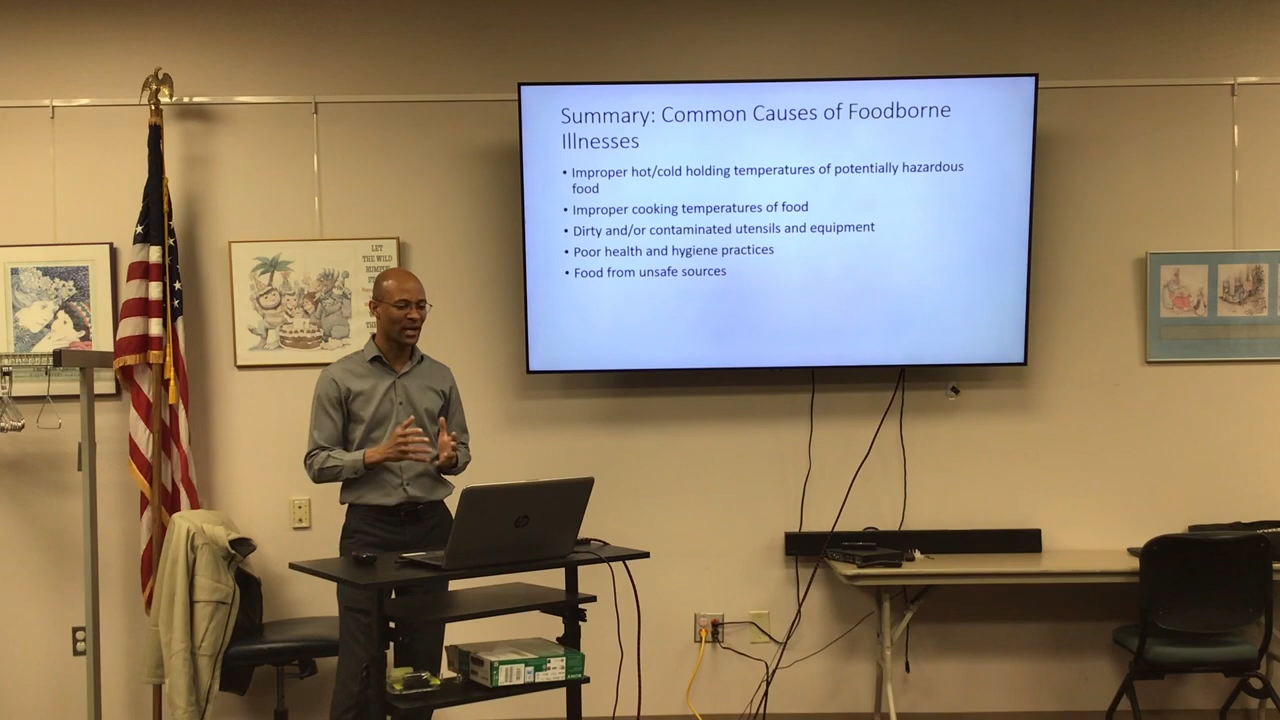 Summary: Common Causes of Foodborne
Illnesses
• Improper hot/cold holding temperatures of potentially hazardous
food
• Improper cooking temperatures of food
• Dirty and/or contaminated utensils and equipment
• Poor health and hygiene practices
• Food from unsafe sources
LET
THE WILD
hp